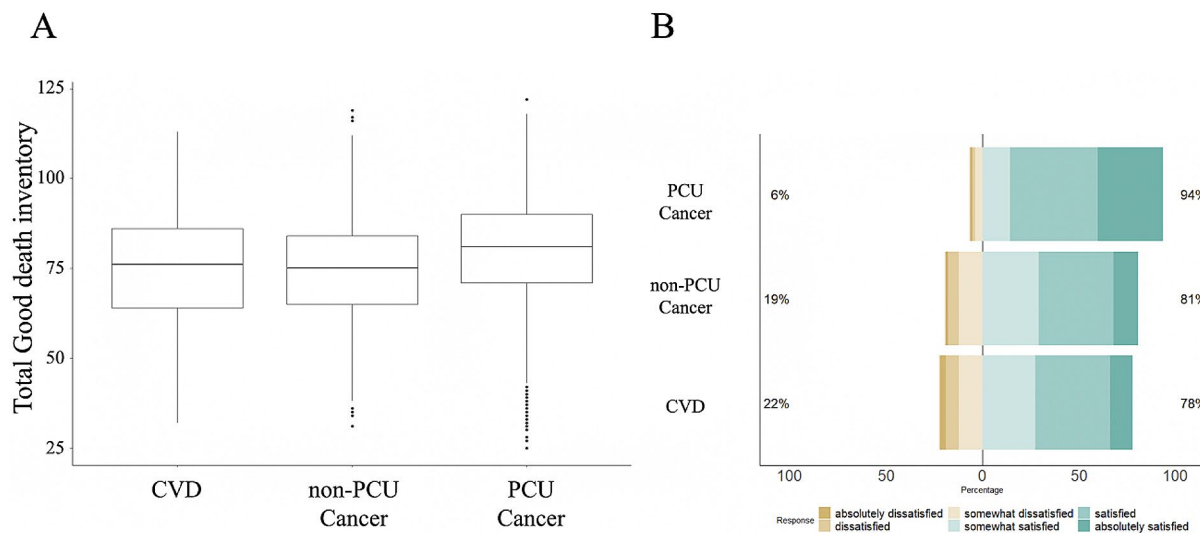 A
Total Good death inventory
125
100
75
50
25
CVD
non-PCU
Cancer
PCU
Cancer
B
PCU
Cancer
6%
94%
non-PCU
Cancer
19%
81%
CVD
22%
78%
100
50
0
50
100
Percentage
Response
absolutely dissatisfied
dissatisfied
somewhat dissatisfied
somewhat satisfied
satisfied
absolutely satisfied